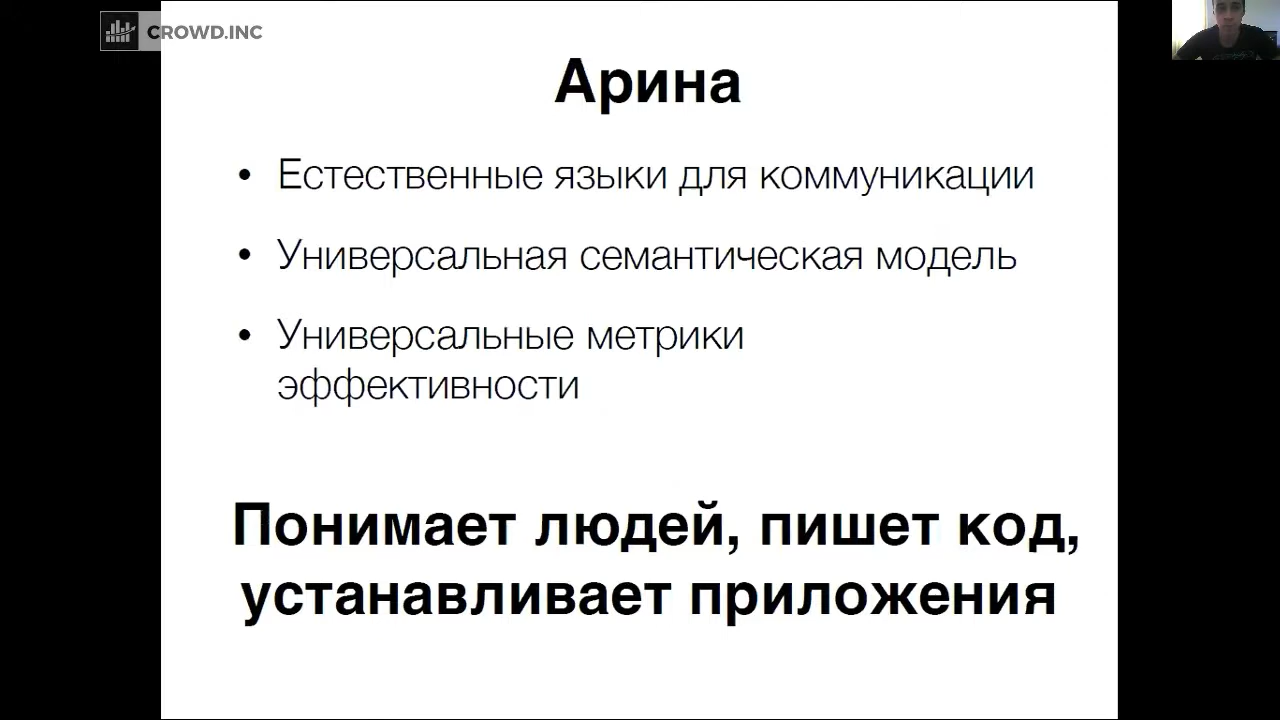 CROWD.INC
Арина
• Естественные языки для коммуникации
• Универсальная семантическая модель
• Универсальные метрики
эффективности
Понимает людей, пишет код,
устанавливает приложения